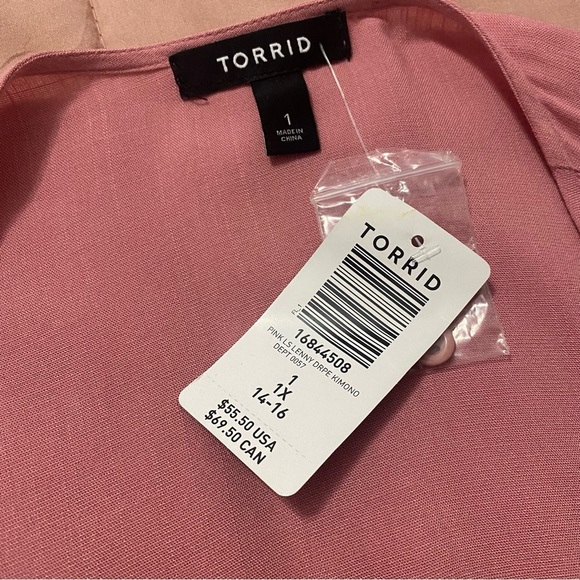 TORRID
1
MADE IN
CHINA
TORRID
16844508
PINK LS LENNY DRPE KIMONO
DEPT 0057
1
1X
14-16
$55.50 USA
$69.50 CAN